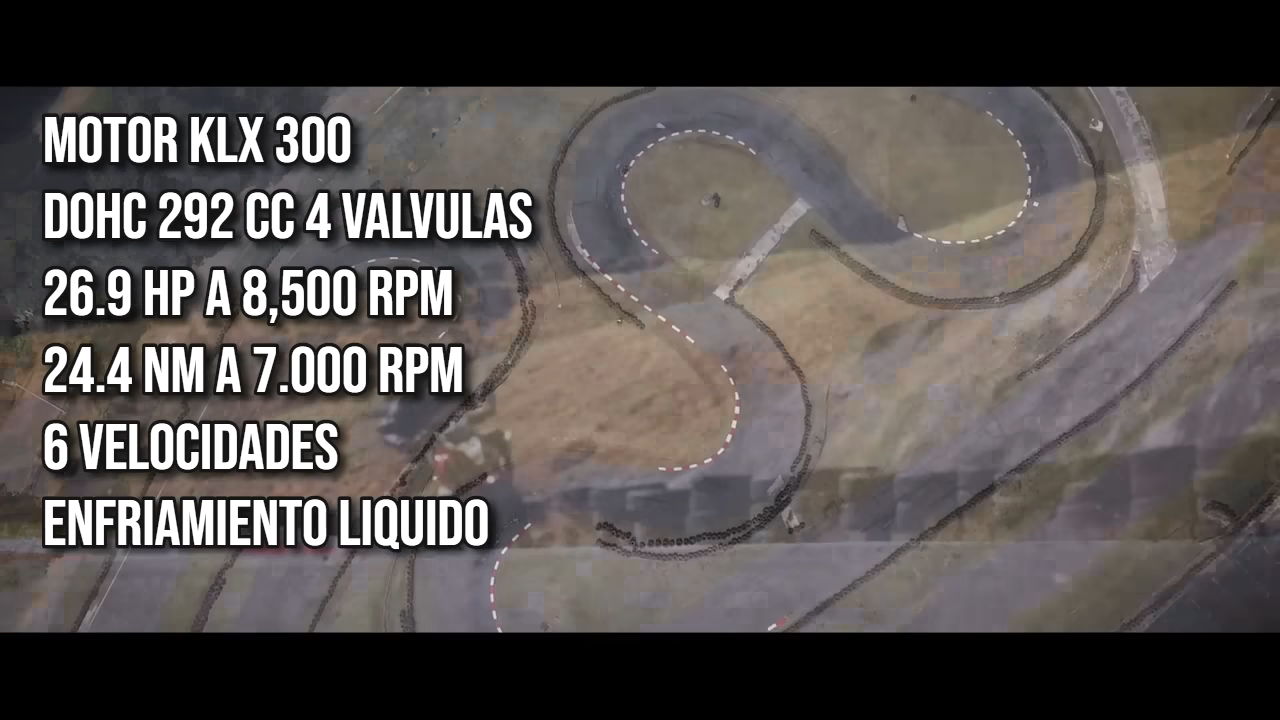 MOTOR KLX 300
DOHC 292 CC 4 VALVULAS
26.9 HP A 8,500 RPM
24.4 NM A 7.000 RPM
6 VELOCIDADES
ENFRIAMIENTO LIQUIDO